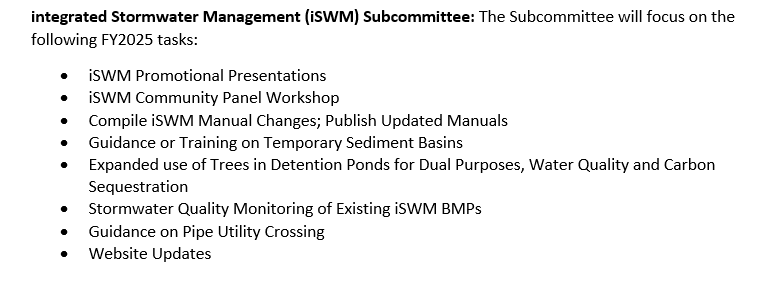 integrated Stormwater Management (iSWM) Subcommittee: The Subcommittee will focus on the
following FY2025 tasks:
• iSWM Promotional Presentations
• iSWM Community Panel Workshop
• Compile iSWM Manual Changes; Publish Updated Manuals
• Guidance or Training on Temporary Sediment Basins
• Expanded use of Trees in Detention Ponds for Dual Purposes, Water Quality and Carbon
Sequestration
• Stormwater Quality Monitoring of Existing iSWM BMPs
• Guidance on Pipe Utility Crossing
• Website Updates